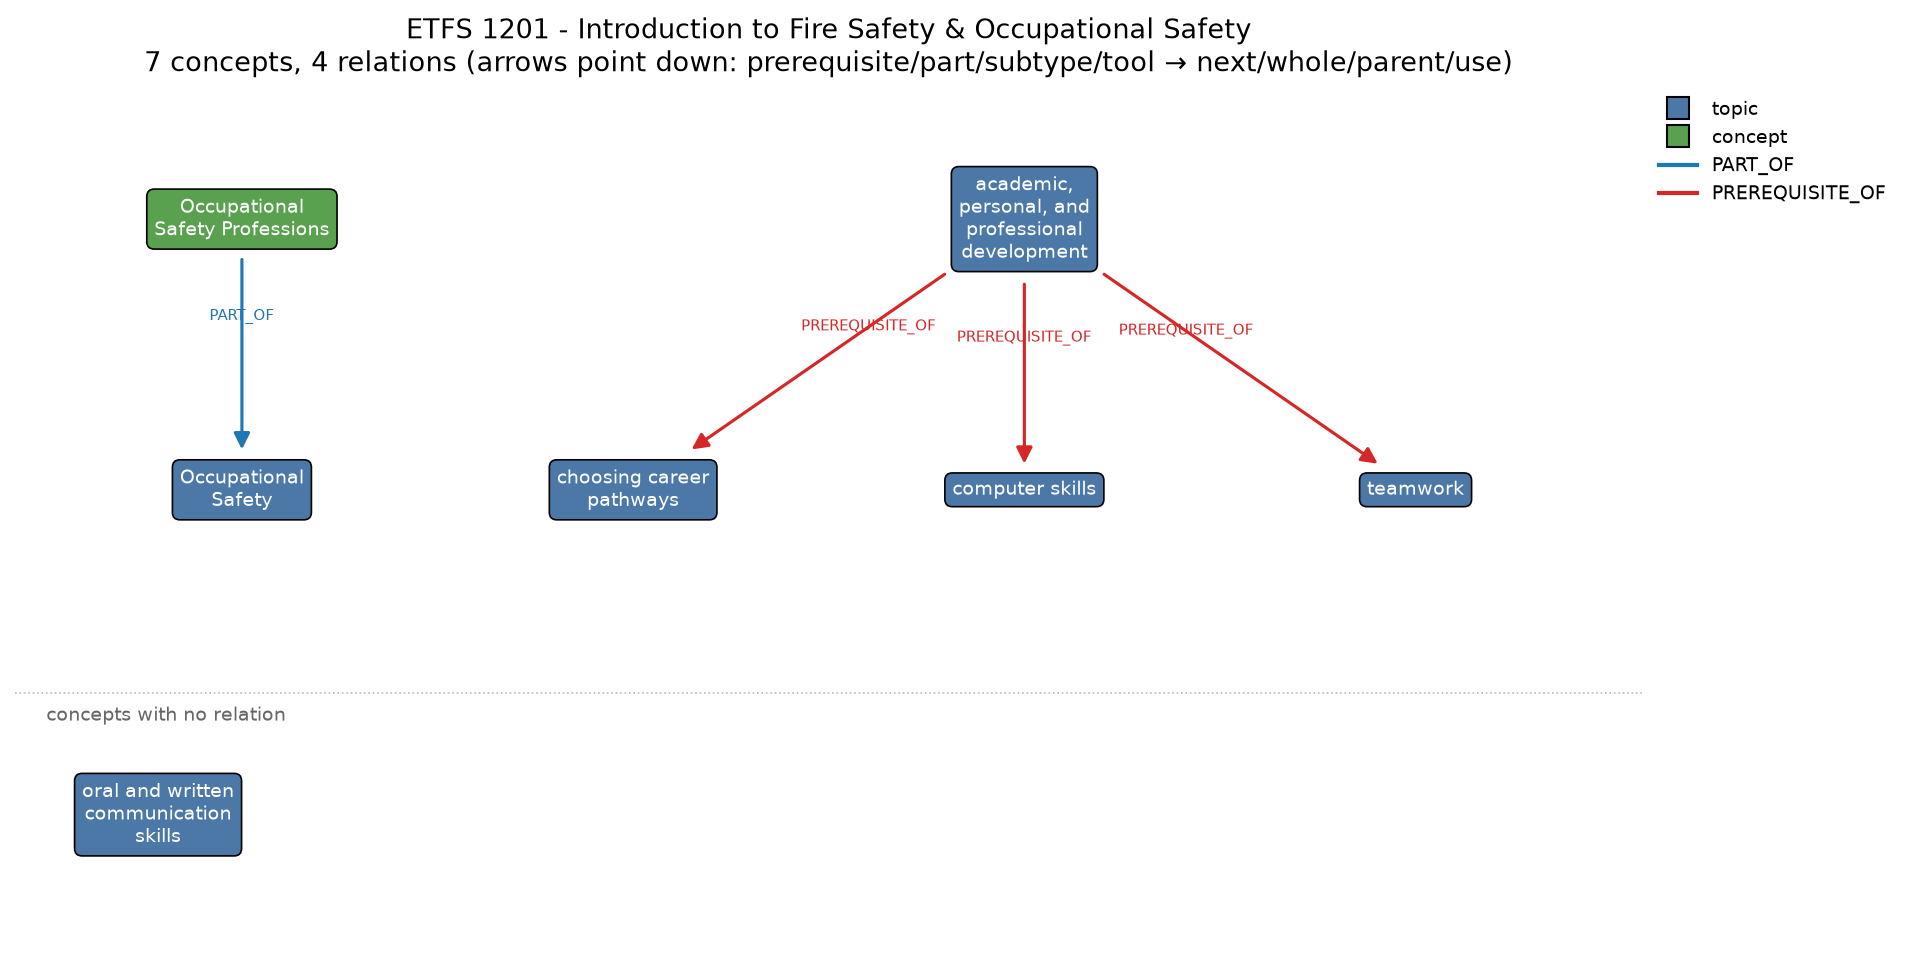 ETFS 1201 - Introduction to Fire Safety & Occupational Safety
7 concepts, 4 relations (arrows point down: prerequisite/part/subtype/tool → next/whole/parent/use)
topic
concept
PART_OF
PREREQUISITE_OF
Occupational
Safety Professions
academic,
personal, and
professional
development
PART_OF
PREREQUISITE_OF
PREREQUISITE_OF
PREREQUISITE_OF
Occupational
Safety
choosing career
pathways
computer skills
teamwork
concepts with no relation
oral and written
communication
skills